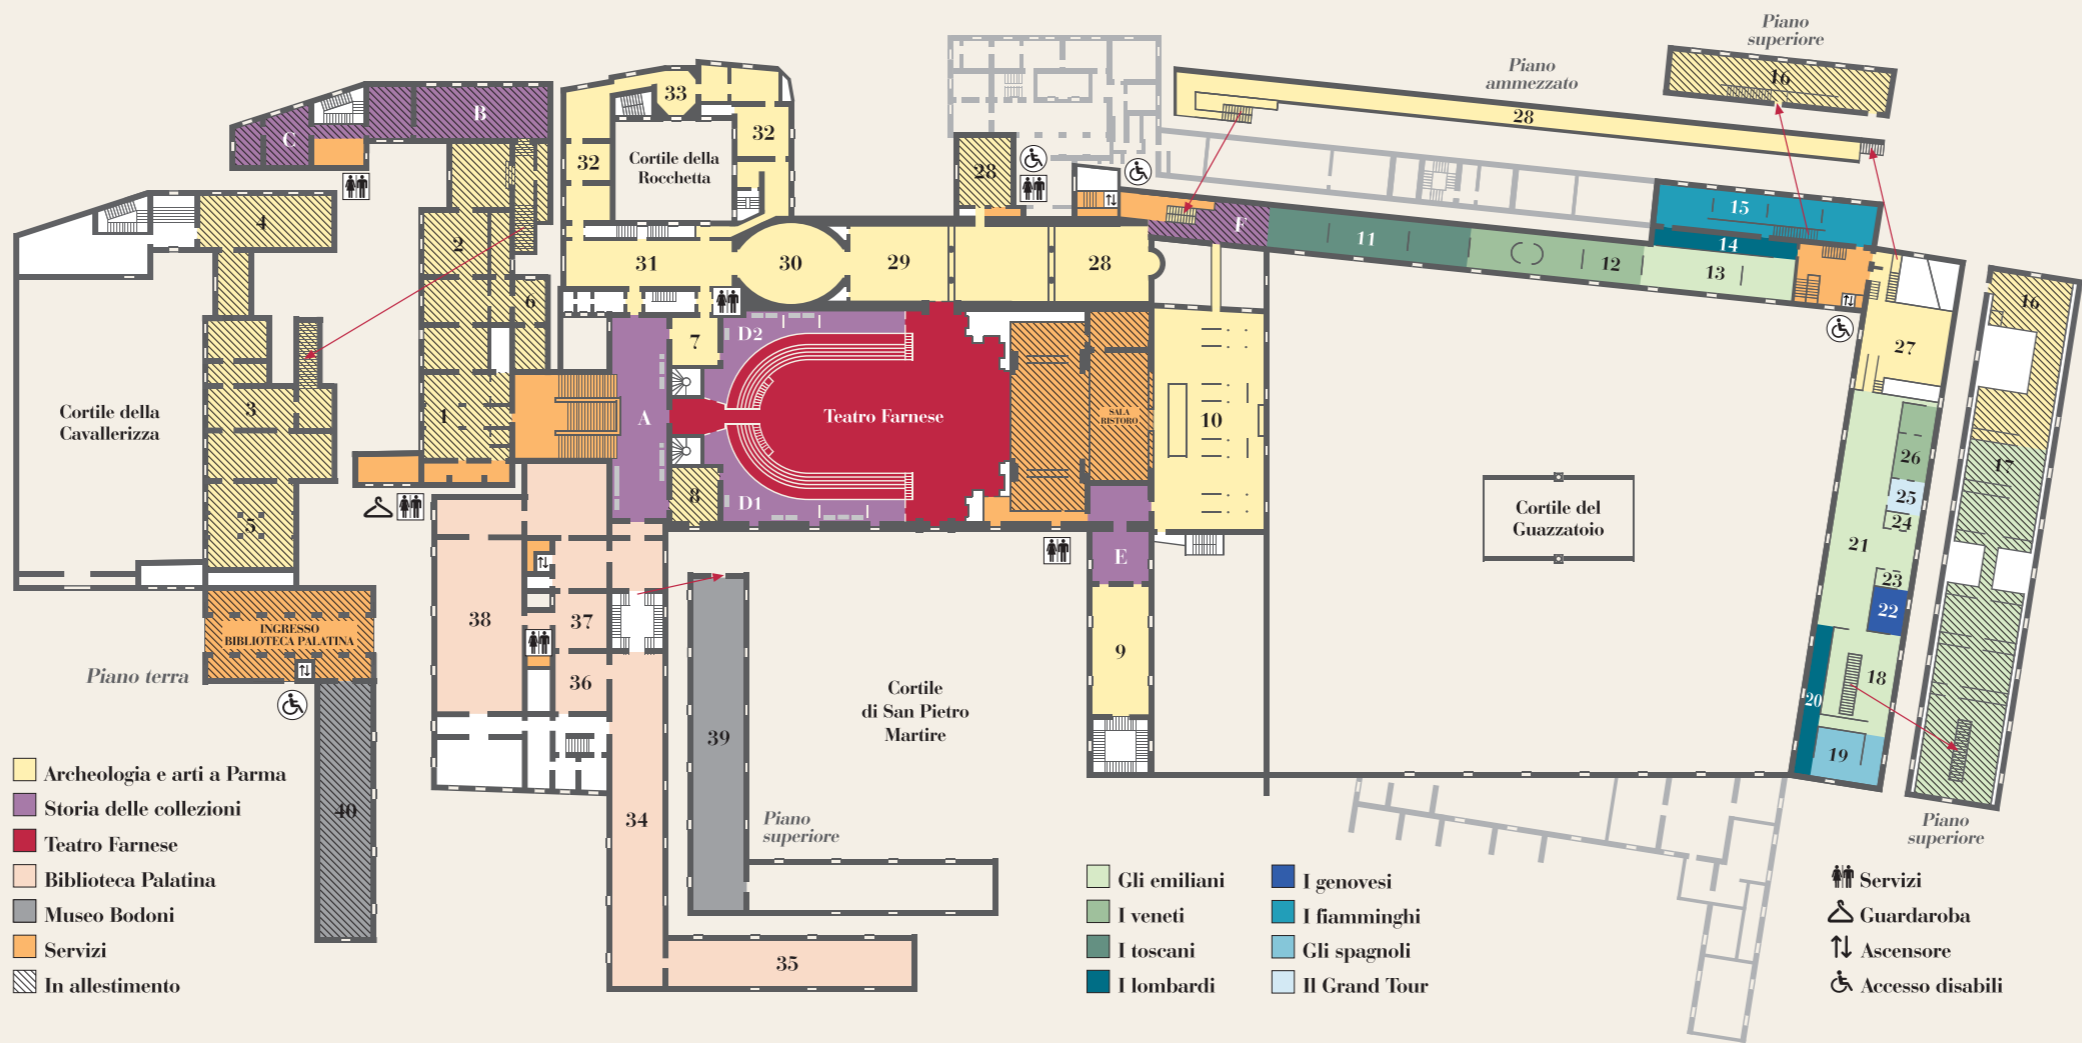 Piano
superiore
16
Piano
ammezzato
28
B
C
33
32
32
Cortile della
Rocchetta
28
4
2
6
31
30
29
28
F
11
12
13
14
15
16
27
7
D2
A
Teatro Farnese
SALA
RISTORO
10
Cortile della
Cavallerizza
3
1
5
8
D1
E
9
Cortile del
Guazzatoio
17
26
25
24
21
23
22
18
20
19
Piano
superiore
INGRESSO
BIBLIOTECA PALATINA
Piano terra
40
38
37
36
34
35
39
Piano
superiore
Cortile
di San Pietro
Martire
Archeologia e arti a Parma
Storia delle collezioni
Teatro Farnese
Biblioteca Palatina
Museo Bodoni
Servizi
In allestimento
Gli emiliani
I veneti
I toscani
I lombardi
I genovesi
I fiamminghi
Gli spagnoli
Il Grand Tour
Servizi
Guardaroba
Ascensore
Accesso disabili